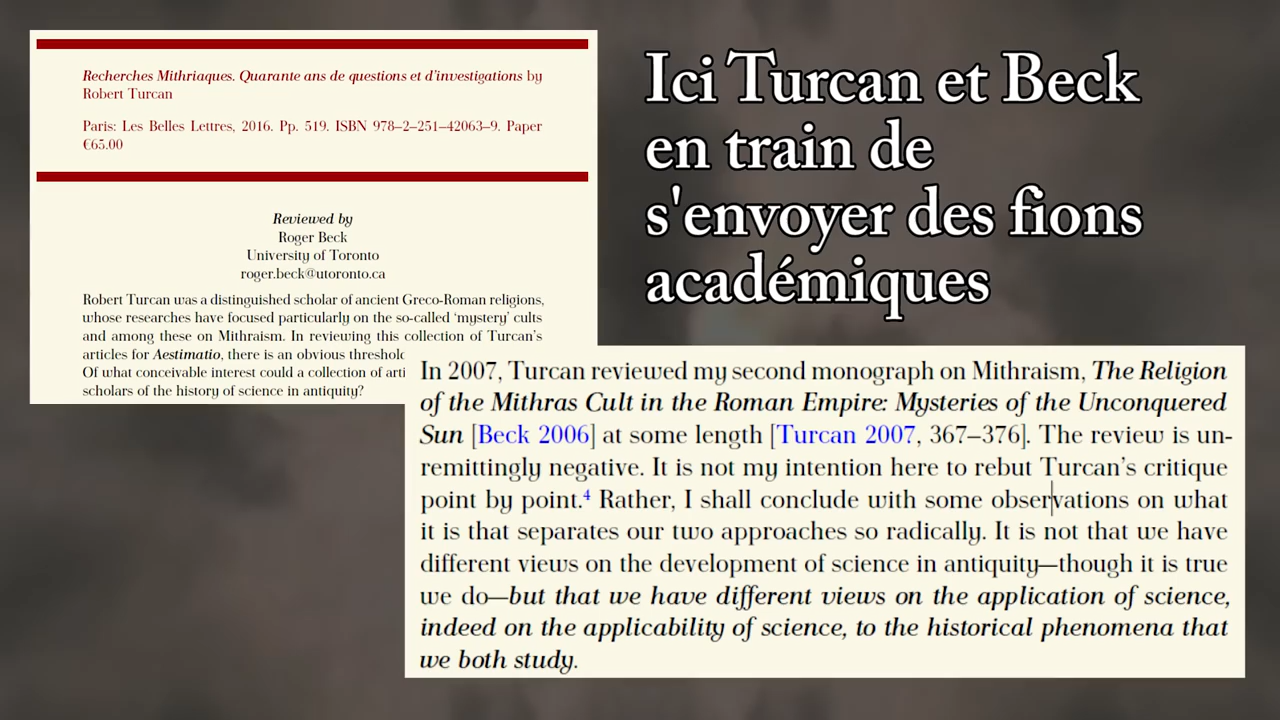 Recherches Mithriaques. Quarante ans de questions et d'investigations by
Robert Turcan
Paris: Les Belles Lettres, 2016. Pp. 519. ISBN 978–2–251–42063–9. Paper
€65.00
Reviewed by
Roger Beck
University of Toronto
roger.beck@utoronto.ca
Robert Turcan was a distinguished scholar of ancient Greco-Roman religions,
whose researches have focused particularly on the so-called ‘mystery’ cults
and among these on Mithraism. In reviewing this collection of Turcan’s
articles for Aestimatio, there is an obvious threshold
Of what conceivable interest could a collection of arti
scholars of the history of science in antiquity?
Ici Turcan et Beck
en train de
s'envoyer des fions
académiques
In 2007, Turcan reviewed my second monograph on Mithraism, The Religion
of the Mithras Cult in the Roman Empire: Mysteries of the Unconquered
Sun [Beck 2006] at some length [Turcan 2007, 367–376]. The review is un-
remittingly negative. It is not my intention here to rebut Turcan’s critique
point by point.4 Rather, I shall conclude with some observations on what
it is that separates our two approaches so radically. It is not that we have
different views on the development of science in antiquity—though it is true
we do—but that we have different views on the application of science,
indeed on the applicability of science, to the historical phenomena that
we both study.